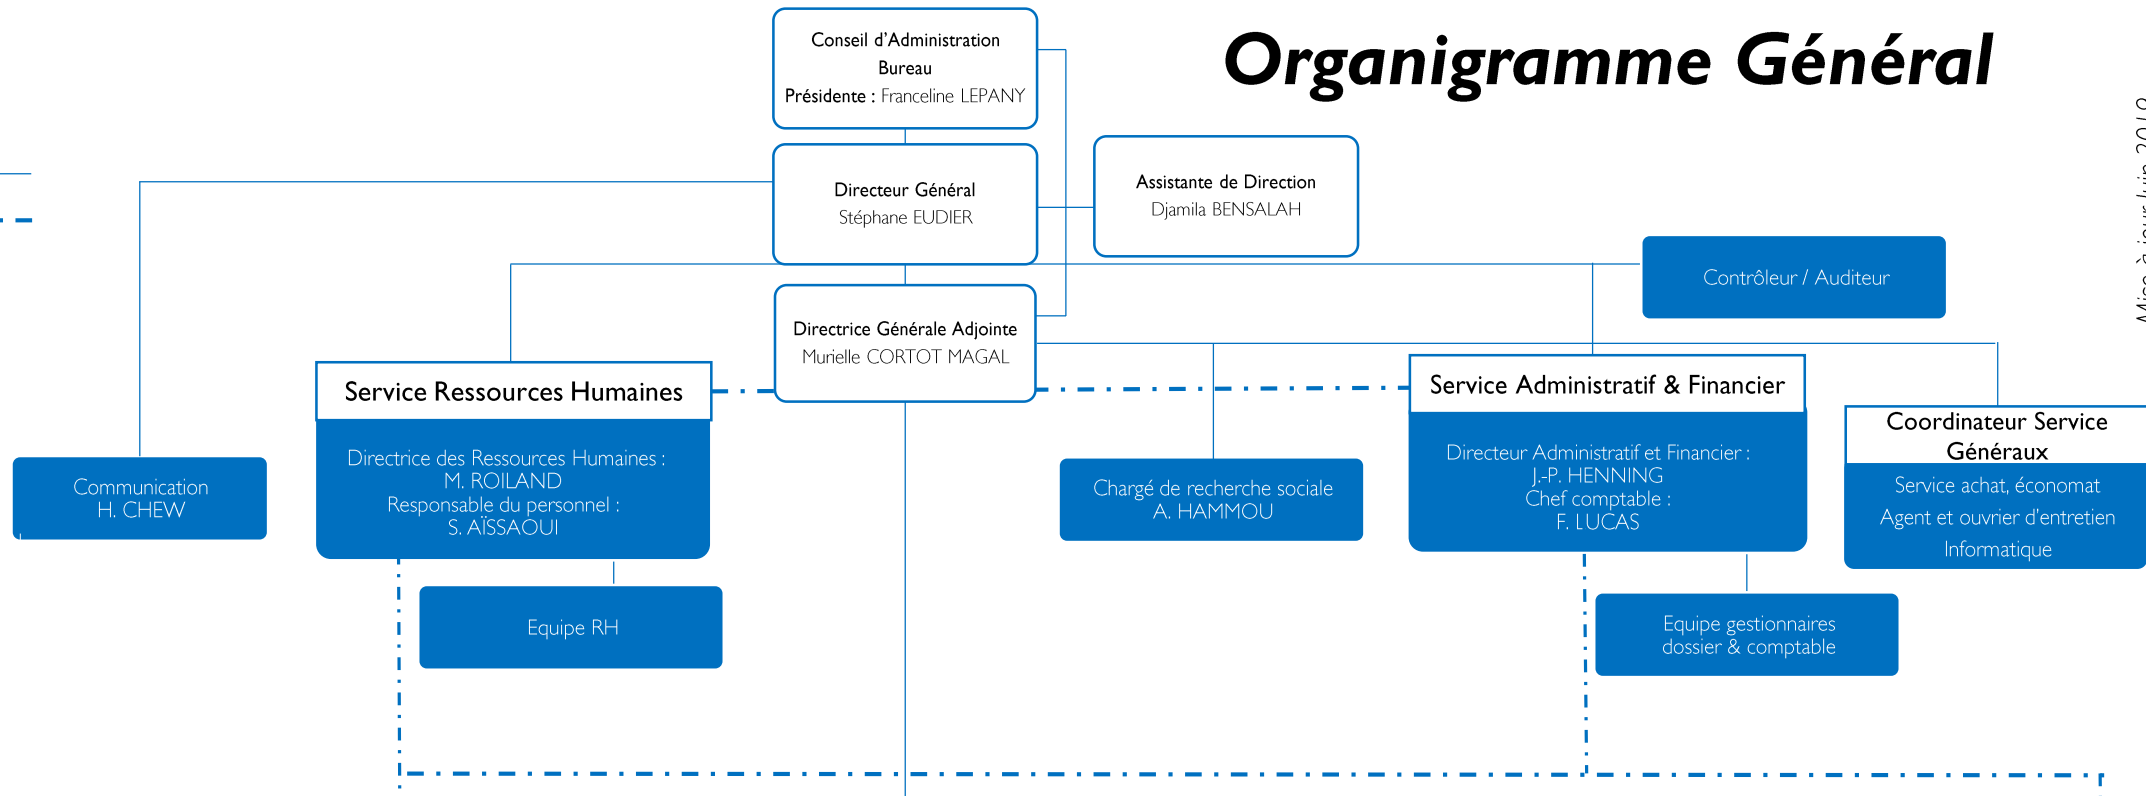 Organigramme Général
Conseil d'Administration
Bureau
Présidente : Franceline LEPANY
Directeur Général
Stéphane EUDIER
Assistante de Direction
Djamila BENSALAH
Contrôleur / Auditeur
Directrice Générale Adjointe
Murielle CORTOT MAGAL
Service Ressources Humaines
Directrice des Ressources Humaines :
M. ROILAND
Responsable du personnel :
S. AÏSSAOUI
Service Administratif & Financier
Directeur Administratif et Financier :
J.-P. HENNING
Chef comptable :
F. LUCAS
Coordinateur Service
Généraux
Service achat, économat
Agent et ouvrier d'entretien
Informatique
Communication
H. CHEW
Chargé de recherche sociale
A. HAMMOU
Equipe RH
Equipe gestionnaires
dossier & comptable